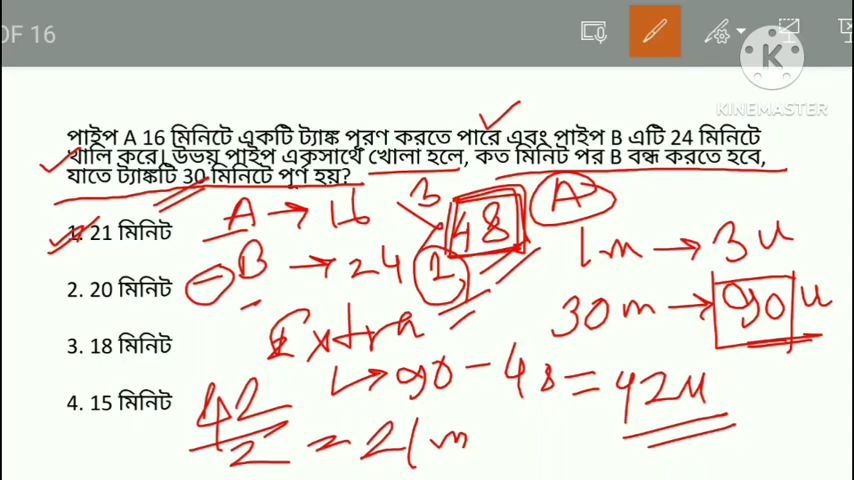 OF 16
K
KINEMASTER
পাইপ A 16 মিনিটে একটি ট্যাঙ্ক পূরণ করতে পারে এবং পাইপ B এটি 24 মিনিটে
খালি করে। উভয় পাইপ একসাথে খোলা হলে, কত মিনিট পর B বন্ধ করতে হবে,
যাতে ট্যাঙ্কটি 30 মিনিটে পূর্ণ হয়?
A → 16 3 48 A
1. 21 মিনিট
1m → 3u
- B → 24 2
2. 20 মিনিট
30m → 90 u
Extra
3. 18 মিনিট
↳ 90 - 48 = 42u
4. 15 মিনিট
42/2 = 21m